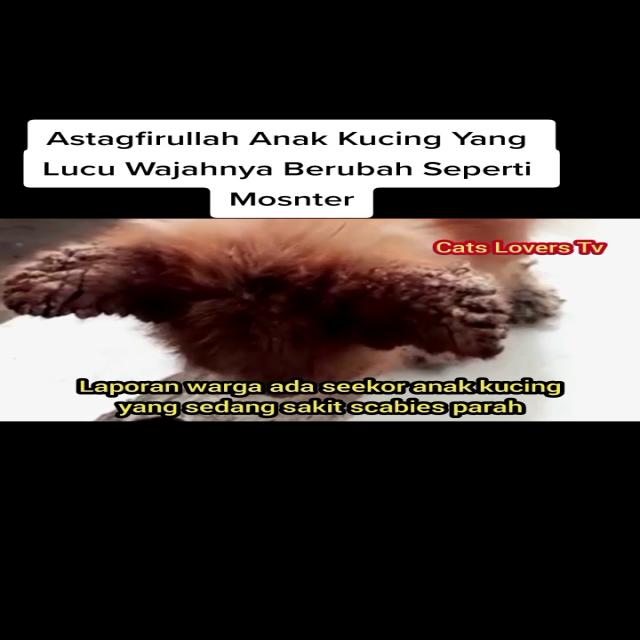 Astagfirullah Anak Kucing Yang
Lucu Wajahnya Berubah Seperti
Mosnter
Cats Lovers Tv
Laporan warga ada seekor anak kucing
yang sedang sakit scabies parah